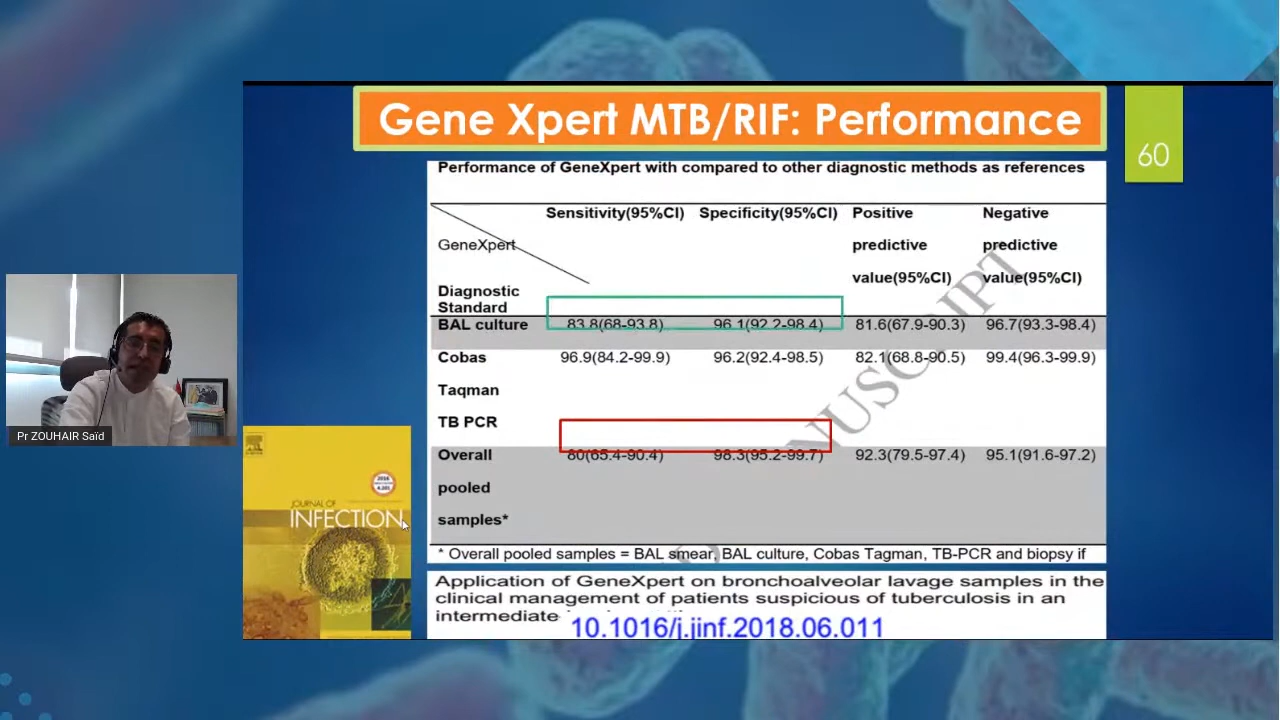 Gene Xpert MTB/RIF: Performance
60
Performance of GeneXpert with compared to other diagnostic methods as references
Sensitivity(95%CI) Specificity(95%CI) Positive predictive value(95%CI) Negative predictive value(95%CI)
GeneXpert
Diagnostic
Standard
BAL culture 83.8(68-93.8) 96.1(92.2-98.4) 81.6(67.9-90.3) 96.7(93.3-98.4)
Cobas 96.9(84.2-99.9) 96.2(92.4-98.5) 82.1(68.8-90.5) 99.4(96.3-99.9)
Taqman
TB PCR
Overall 80(65.4-90.4) 98.3(95.2-99.7) 92.3(79.5-97.4) 95.1(91.6-97.2)
pooled
samples*
* Overall pooled samples = BAL smear, BAL culture, Cobas Tagman, TB-PCR and biopsy if
Application of GeneXpert on bronchoalveolar lavage samples in the
clinical management of patients suspicious of tuberculosis in an
intermediate
10.1016/j.jinf.2018.06.011
Pr ZOUHAIR Saïd
JOURNAL OF
INFECTION